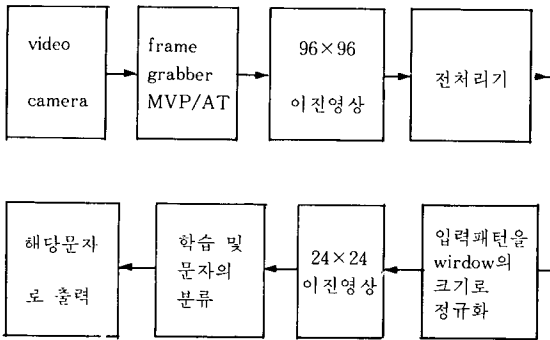 video
camera
frame
grabber
MVP/AT
96×96
이진영상
전처리기
해당문자
로 출력
학습 및
문자의
분류
24×24
이진영상
입력패턴을
wirdow의
크기로
정규화